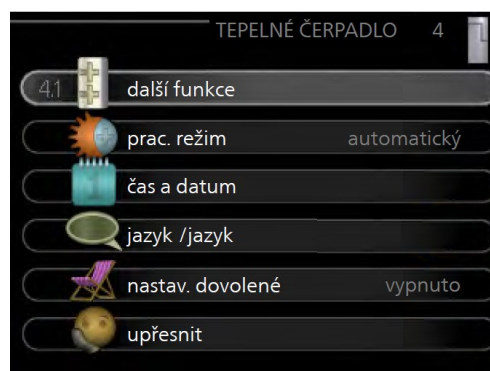 TEPELNÉ ČERPADLO 4
4.1 další funkce
prac. režim automatický
čas a datum
jazyk /jazyk
nastav. dovolené vypnuto
upřesnit